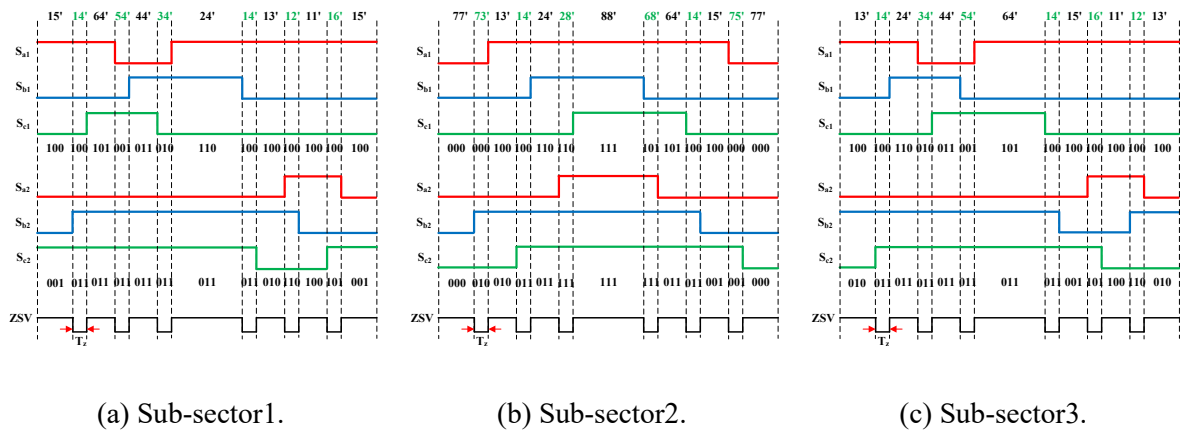 15' 14' 64' 54' 44' 34' 24' 14' 13' 12' 11' 16' 15'
Sa1
Sb1
Sc1
100 100 101 001 011 010 110 100 100 100 100 100 100
Sa2
Sb2
Sc2
001 011 011 011 011 011 011 011 010 110 100 101 001
ZSV
Tz
(a) Sub-sector1.
77' 73' 13' 14' 24' 28' 88' 68' 64' 14' 15' 75' 77'
Sa1
Sb1
Sc1
000 000 100 100 110 110 111 101 101 100 100 000 000
Sa2
Sb2
Sc2
000 010 010 011 011 111 111 111 011 011 001 001 000
ZSV
Tz
(b) Sub-sector2.
13' 14' 24' 34' 44' 54' 64' 14' 15' 16' 11' 12' 13'
Sa1
Sb1
Sc1
100 100 110 010 011 001 101 100 100 100 100 100 100
Sa2
Sb2
Sc2
010 011 011 011 011 011 011 011 001 101 100 110 010
ZSV
Tz
(c) Sub-sector3.